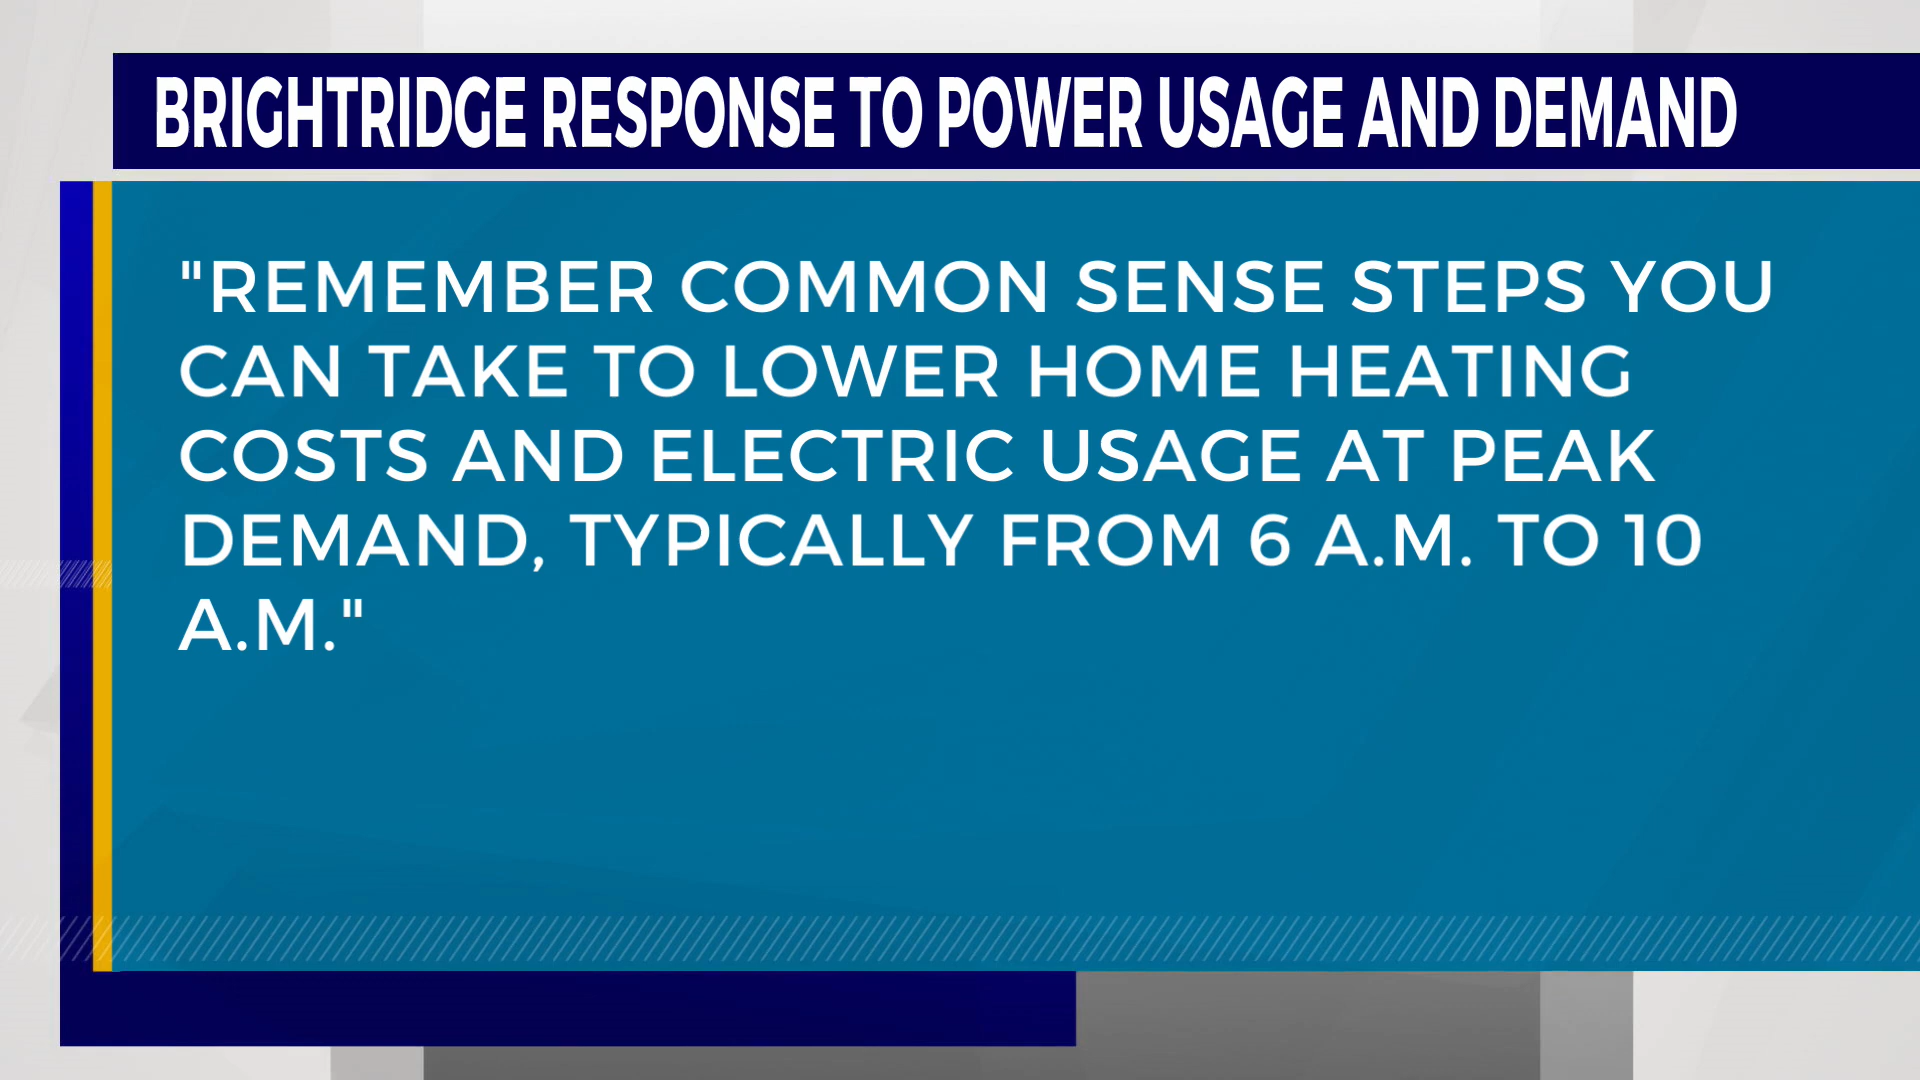 BRIGHTRIDGE RESPONSE TO POWER USAGE AND DEMAND
"REMEMBER COMMON SENSE STEPS YOU
CAN TAKE TO LOWER HOME HEATING
COSTS AND ELECTRIC USAGE AT PEAK
DEMAND, TYPICALLY FROM 6 A.M. TO 10
A.M."